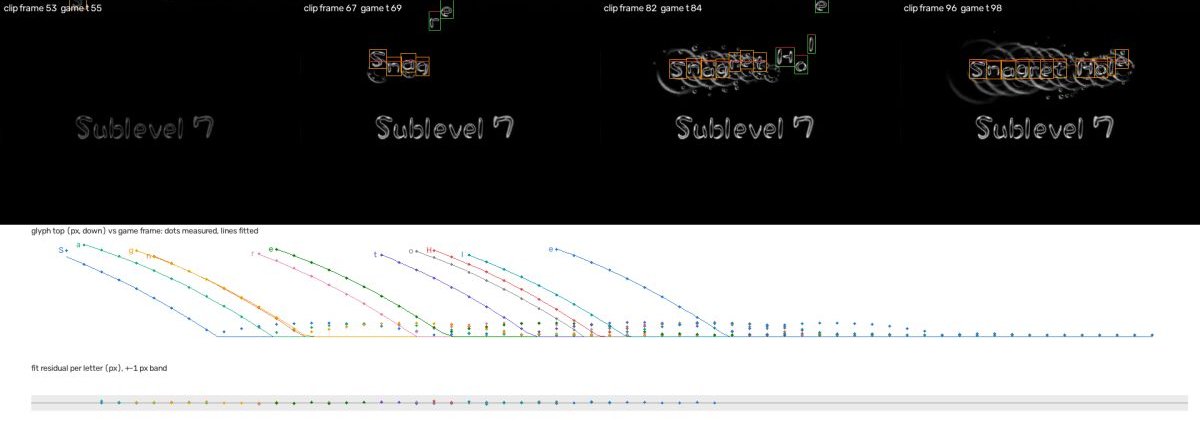 clip frame 53 game t 55
clip frame 67 game t 69
clip frame 82 game t 84
clip frame 96 game t 98
S
r e
S n a g
S n a g r e t
H o l
e
S n a g r e t H o l e
Sublevel 7
Sublevel 7
Sublevel 7
Sublevel 7
glyph top (px, down) vs game frame: dots measured, lines fitted
S a g n r e t o H l e
fit residual per letter (px), +-1 px band